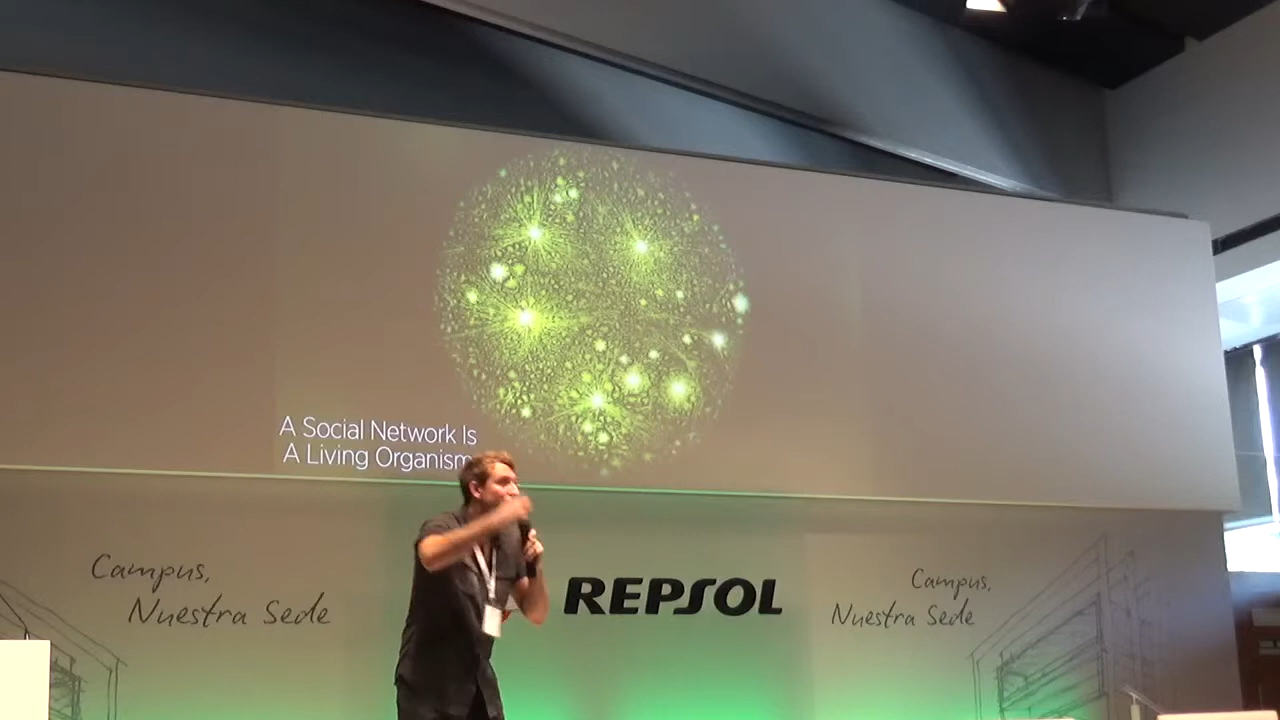 A Social Network Is
A Living Organism
Campus,
Nuestra Sede
REPSOL
Campus,
Nuestra Sede